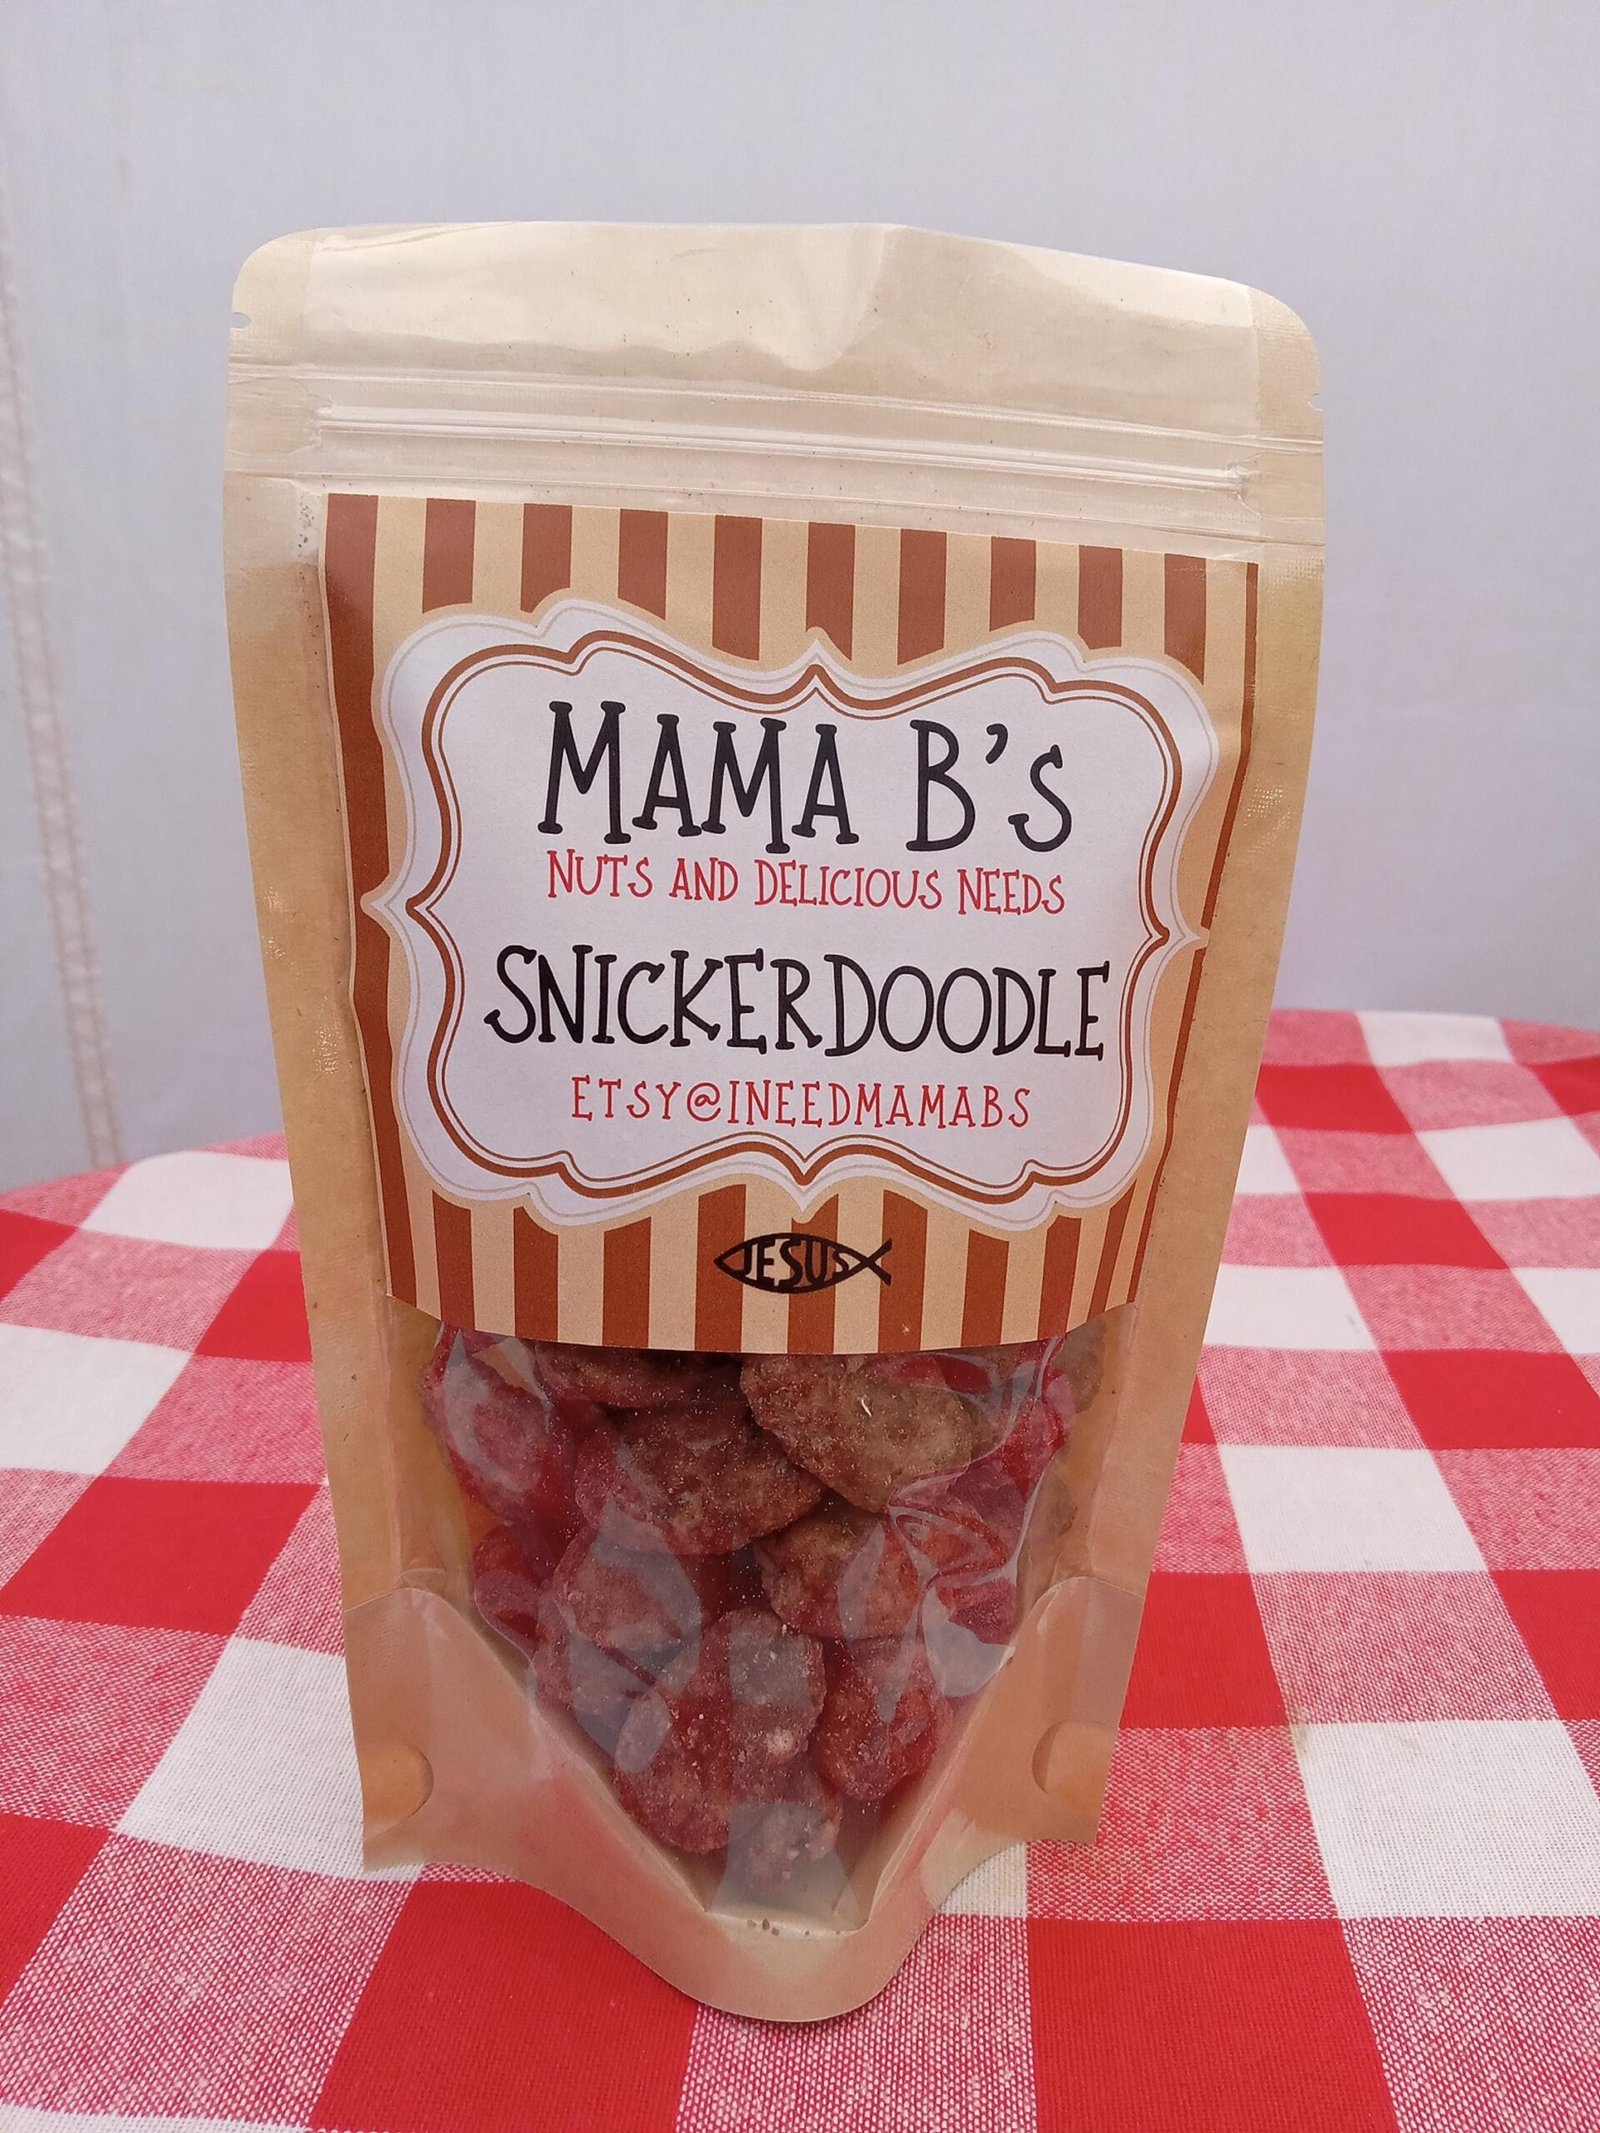 MAMA B'S
NUTS AND DELICIOUS NEEDS
SNICKERDOODLE
ETSY@INEEDMAMABS
JESUS